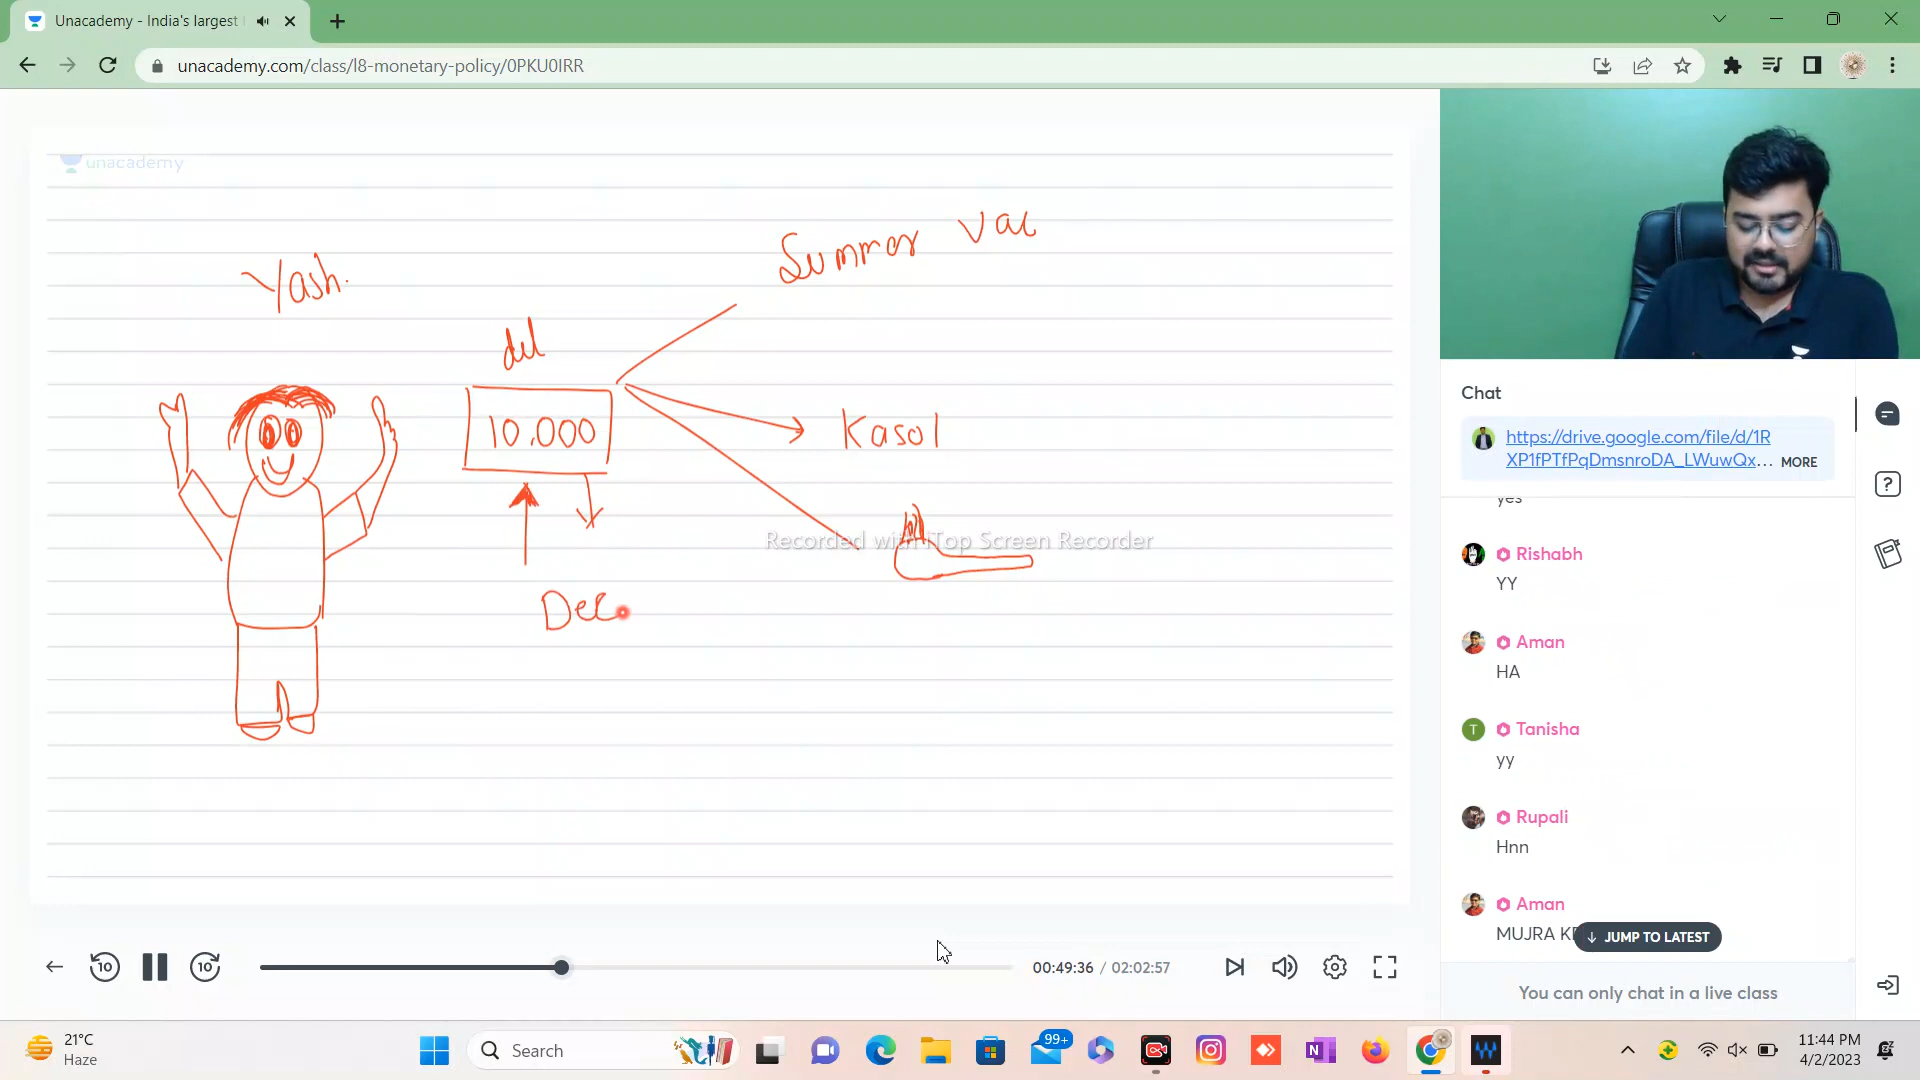 Unacademy - India's largest
unacademy.com/class/l8-monetary-policy/0PKU0IRR
unacademy
Yash.
Summer Vac
10,000
Kasol
Recorded with iTop Screen Recorder
Dec
Chat
https://drive.google.com/file/d/1R
XP1fPTfPqDmsnroDA_LWuwQx... MORE
yes
Rishabh
YY
Aman
HA
T Tanisha
yy
Rupali
Hnn
Aman
MUJRA
↓ JUMP TO LATEST
You can only chat in a live class
10 10 00:49:36 / 02:02:57
21°C
Haze
Search
99+
11:44 PM
4/2/2023